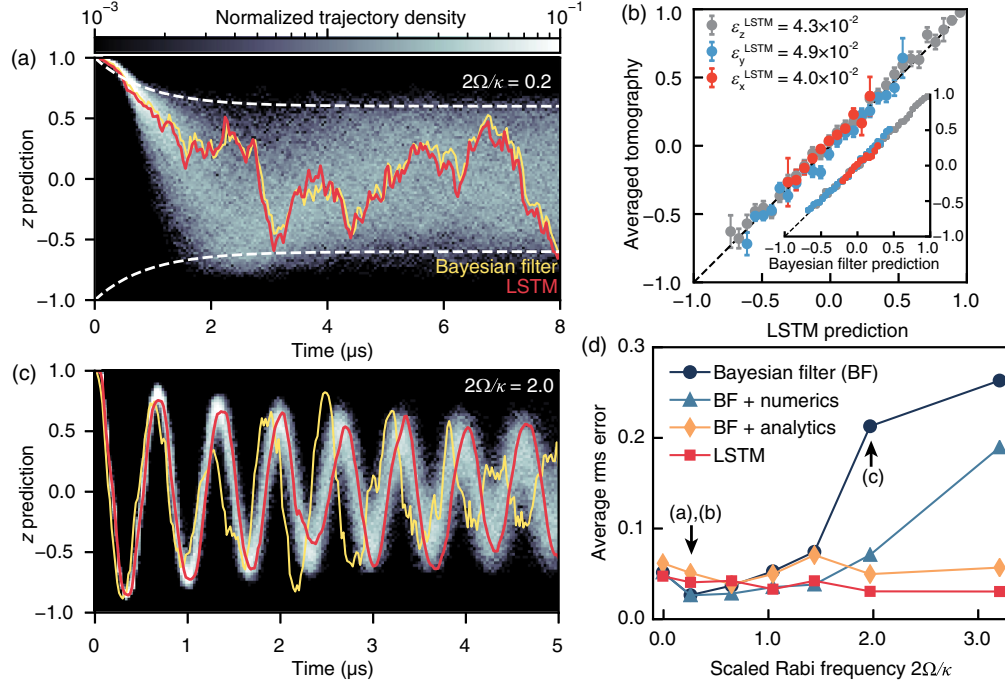 Normalized trajectory density
10⁻³
10⁻¹
(a)
2Ω/κ = 0.2
z prediction
1.0
0.5
0.0
−0.5
−1.0
Bayesian filter
LSTM
0
2
4
6
8
Time (µs)
(b)
ε_z^LSTM = 4.3×10⁻²
ε_y^LSTM = 4.9×10⁻²
ε_x^LSTM = 4.0×10⁻²
Averaged tomography
1.0
0.5
0.0
−0.5
−1.0
1.0
0.5
0.0
−0.5
−1.0
−1.0 −0.5 0.0 0.5 1.0
Bayesian filter prediction
−1.0 −0.5 0.0 0.5 1.0
LSTM prediction
(c)
2Ω/κ = 2.0
z prediction
1.0
0.5
0.0
−0.5
−1.0
0 1 2 3 4 5
Time (µs)
(d)
Bayesian filter (BF)
BF + numerics
BF + analytics
LSTM
(a),(b)
(c)
Average rms error
0.3
0.2
0.1
0.0
0.0 1.0 2.0 3.0
Scaled Rabi frequency 2Ω/κ